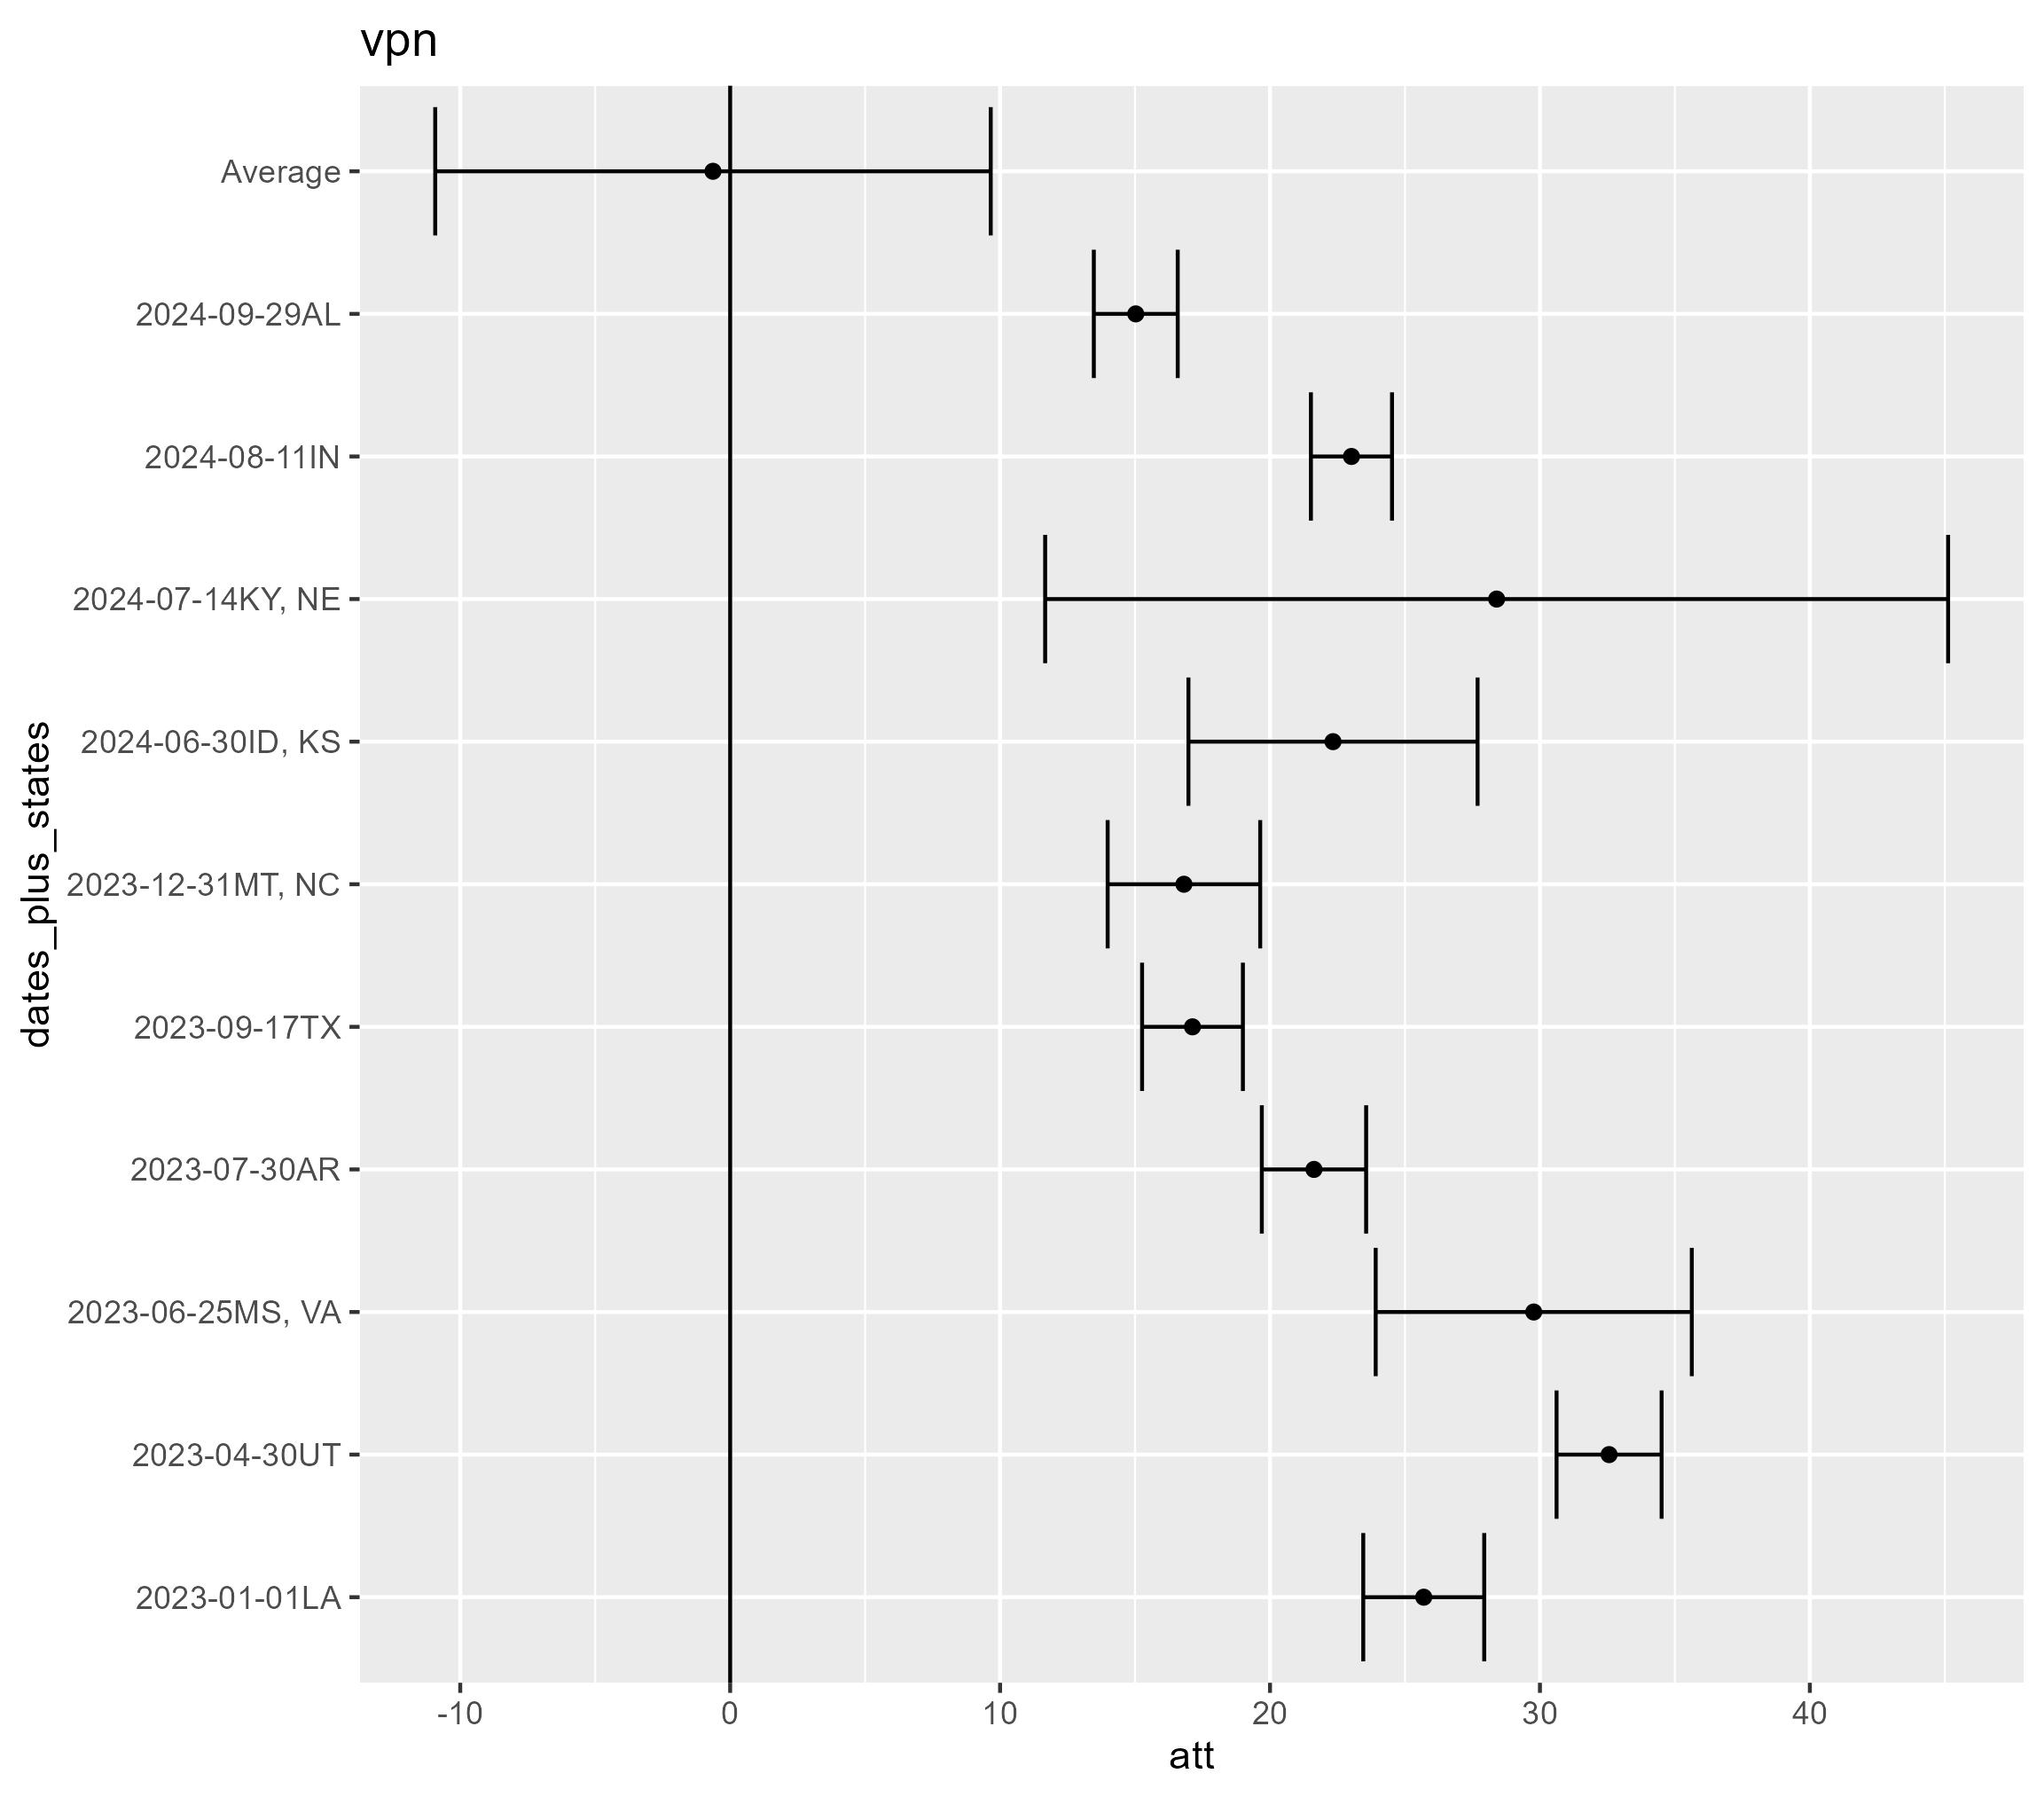 vpn
Average
2024-09-29AL
2024-08-11IN
2024-07-14KY, NE
2024-06-30ID, KS
2023-12-31MT, NC
2023-09-17TX
2023-07-30AR
2023-06-25MS, VA
2023-04-30UT
2023-01-01LA
dates_plus_states
-10 0 10 20 30 40
att